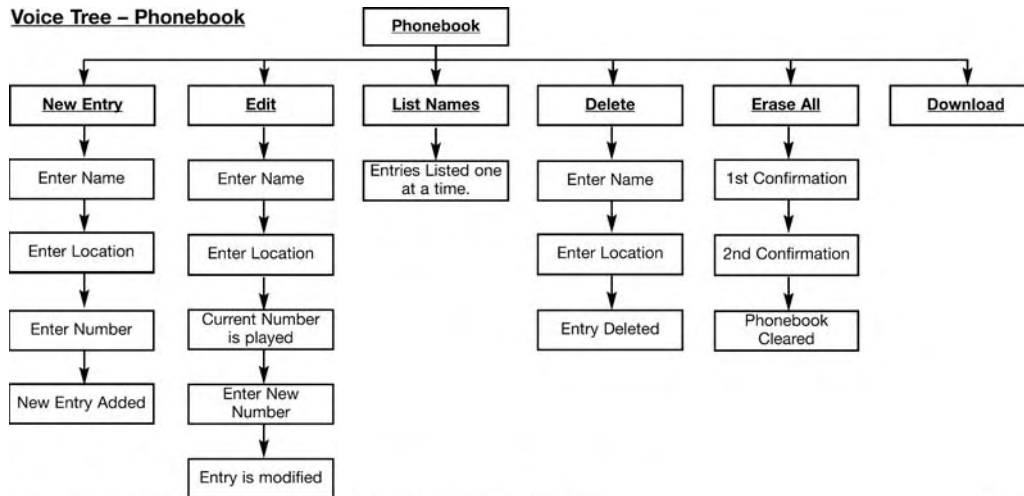 Voice Tree – Phonebook
Phonebook
New Entry
Edit
List Names
Delete
Erase All
Download
Enter Name
Enter Name
Entries Listed one
at a time.
Enter Name
1st Confirmation
Enter Location
Enter Location
Enter Location
2nd Confirmation
Enter Number
Current Number
is played
Entry Deleted
Phonebook
Cleared
New Entry Added
Enter New
Number
Entry is modified